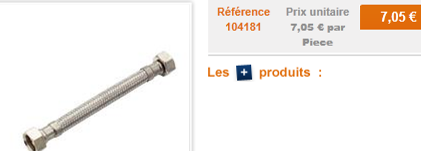 Référence
104181
Prix unitaire
7,05 € par
Piece
7,05 €
Les + produits :